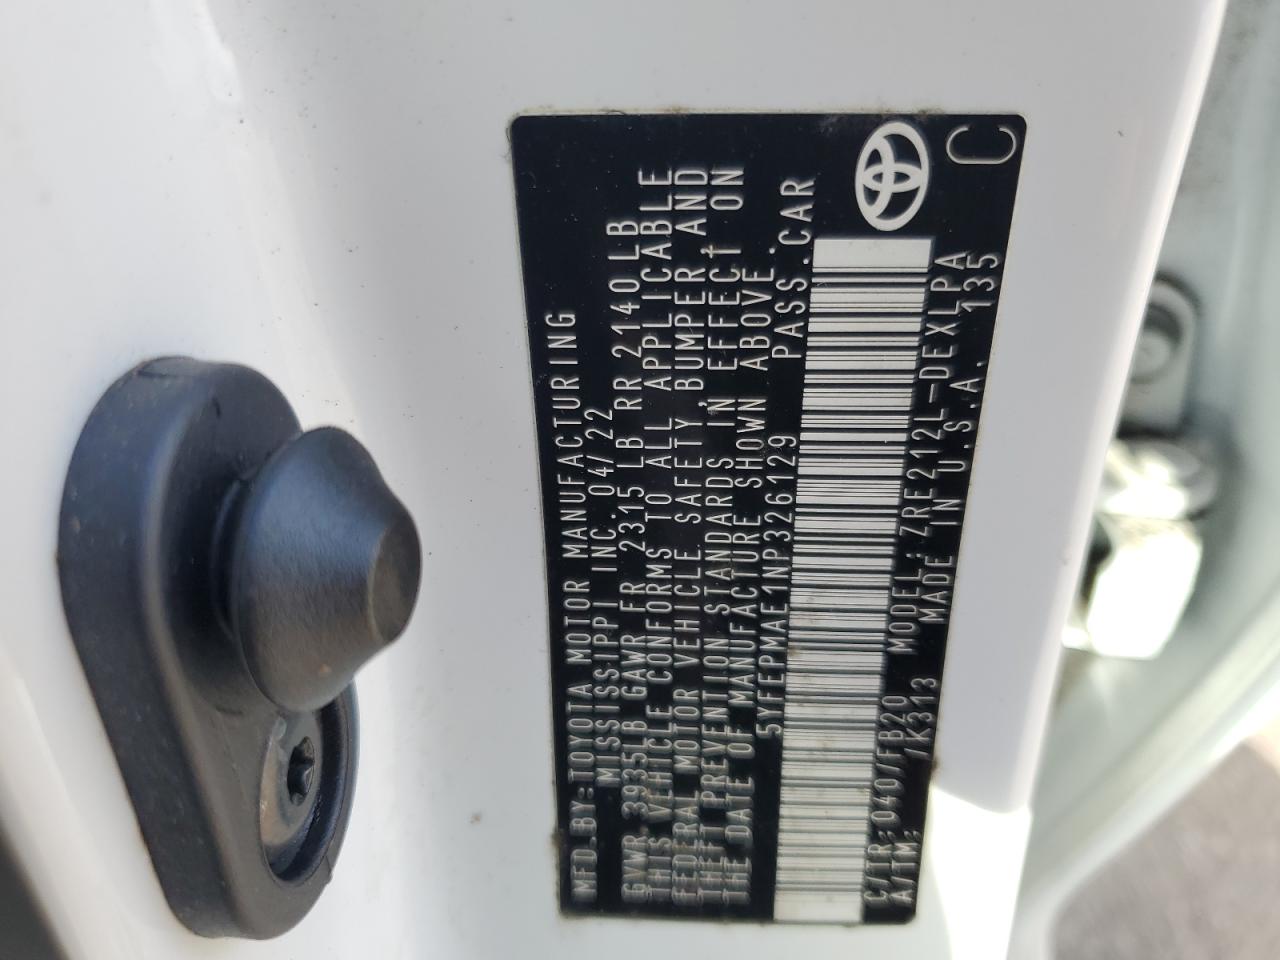 MFD.BY:TOYOTA MOTOR MANUFACTURING
MISSISSIPPI INC. 04/22
GVWR 3935LB GAWR FR 2315 LB RR 2140LB
THIS VEHICLE CONFORMS TO ALL APPLICABLE
FEDERAL MOTOR VEHICLE SAFETY BUMPER AND
THEFT PREVENTION STANDARDS IN EFFECT ON
THE DATE OF MANUFACTURE SHOWN ABOVE.
5YFEPMAE1NP326129 PASS.CAR
C/TR: 040/FB20 MODEL: ZRE212L-DEXLPA
A/TM: /K313 MADE IN U.S.A. 135
C